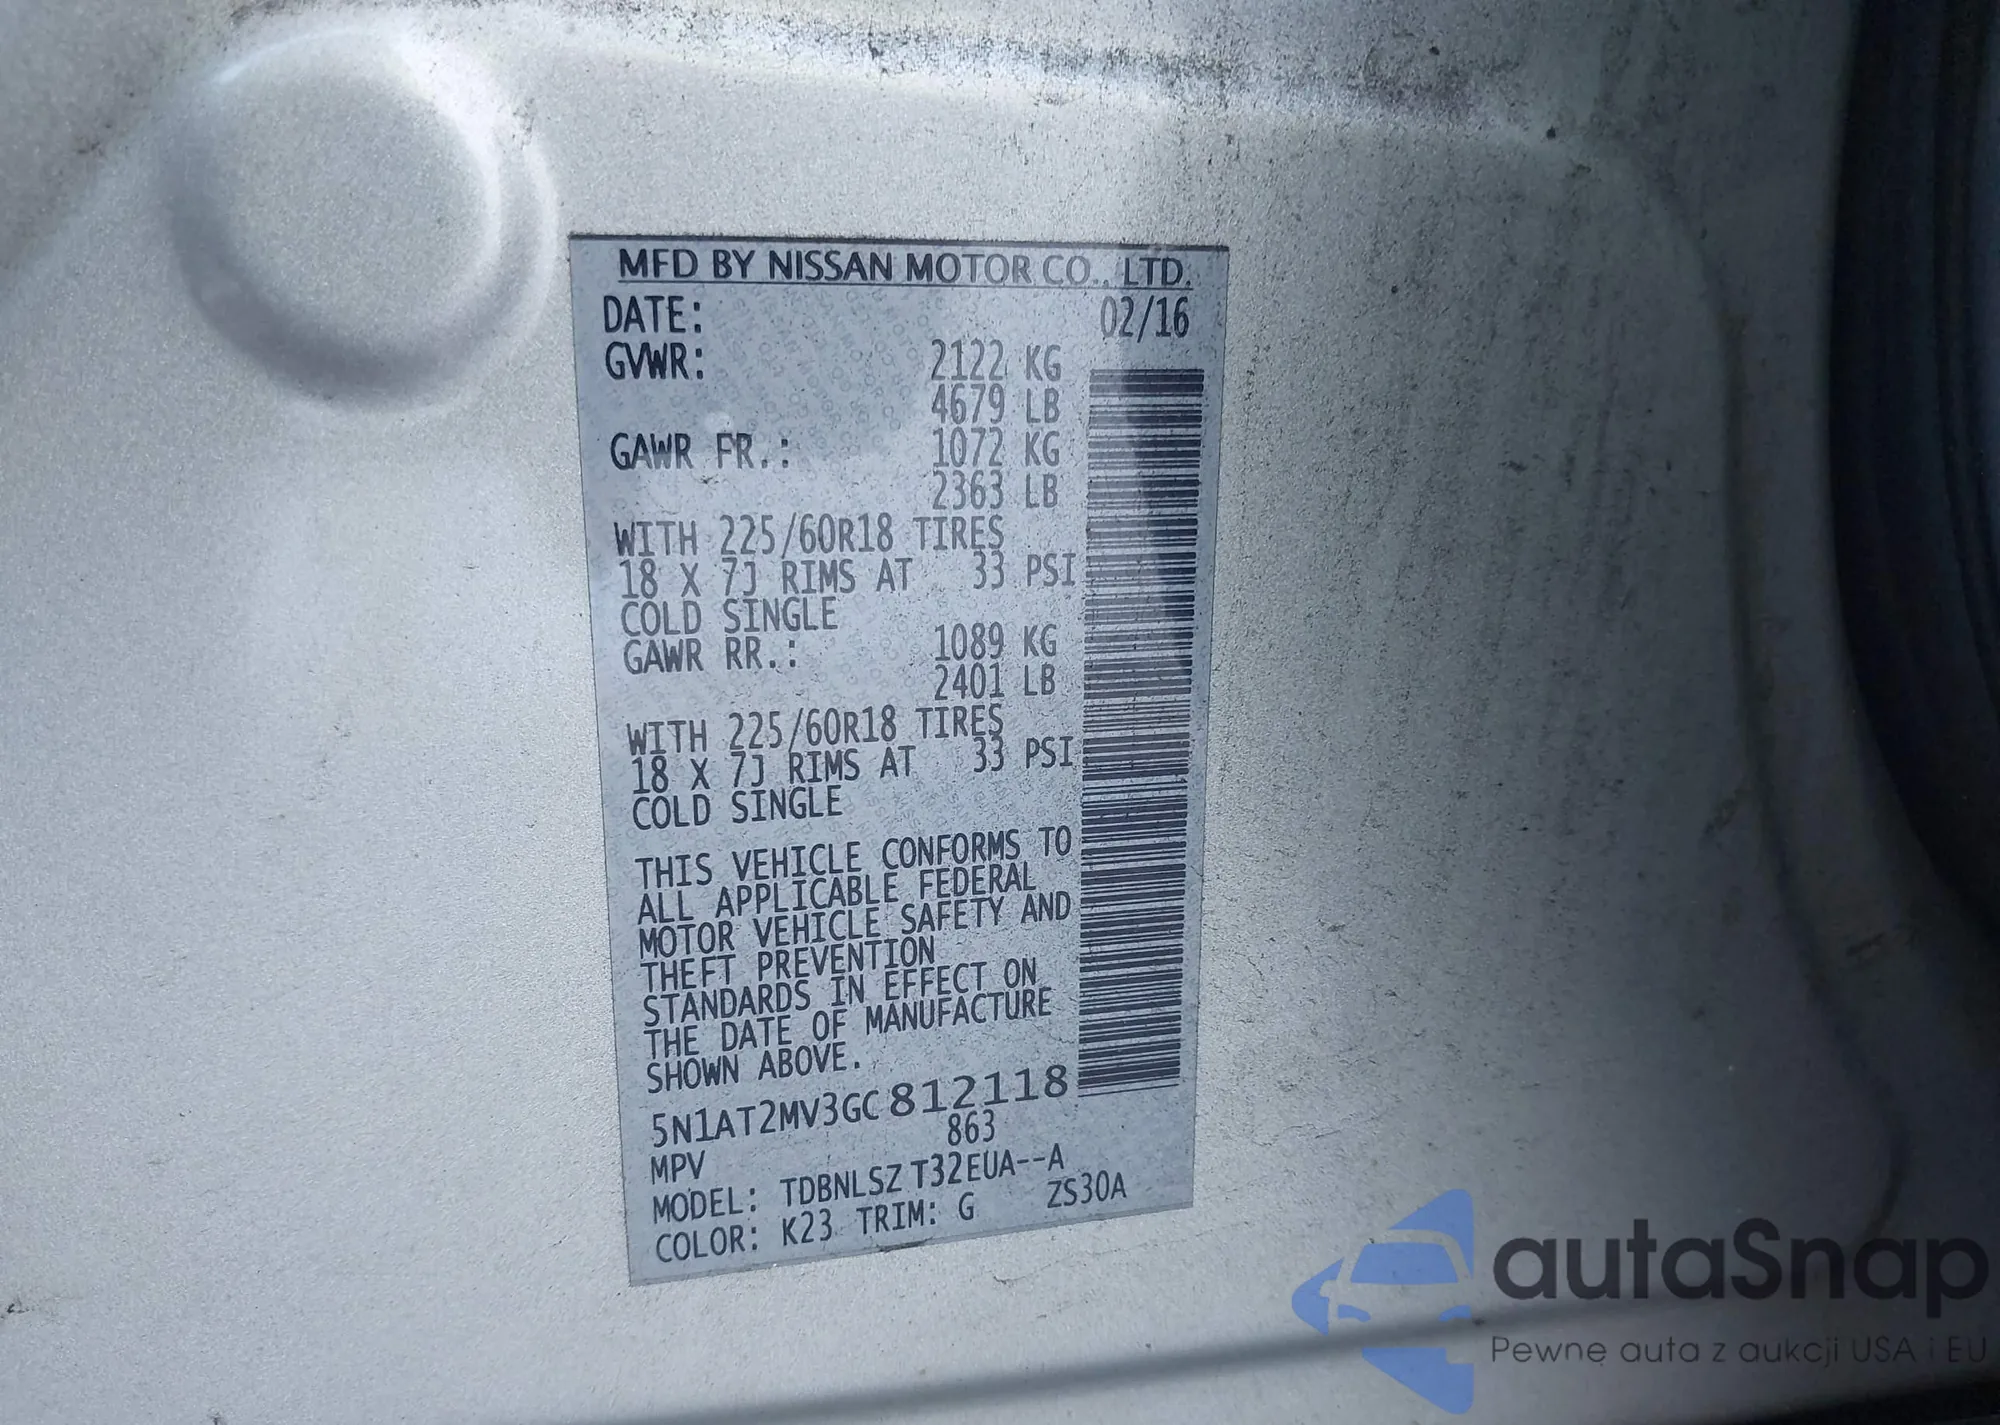 MFD BY NISSAN MOTOR CO., LTD.
DATE: 02/16
GVWR: 2122 KG
4679 LB
GAWR FR.: 1072 KG
2363 LB
WITH 225/60R18 TIRES
18 X 7J RIMS AT 33 PSI
COLD SINGLE
GAWR RR.: 1089 KG
2401 LB
WITH 225/60R18 TIRES
18 X 7J RIMS AT 33 PSI
COLD SINGLE
THIS VEHICLE CONFORMS TO
ALL APPLICABLE FEDERAL
MOTOR VEHICLE SAFETY AND
THEFT PREVENTION
STANDARDS IN EFFECT ON
THE DATE OF MANUFACTURE
SHOWN ABOVE.
5N1AT2MV3GC812118
863
MPV
MODEL: TDBNLSZ T32EUA--A
COLOR: K23 TRIM: G ZS30A
autaSnap
Pewne auta z aukcji USA i EU